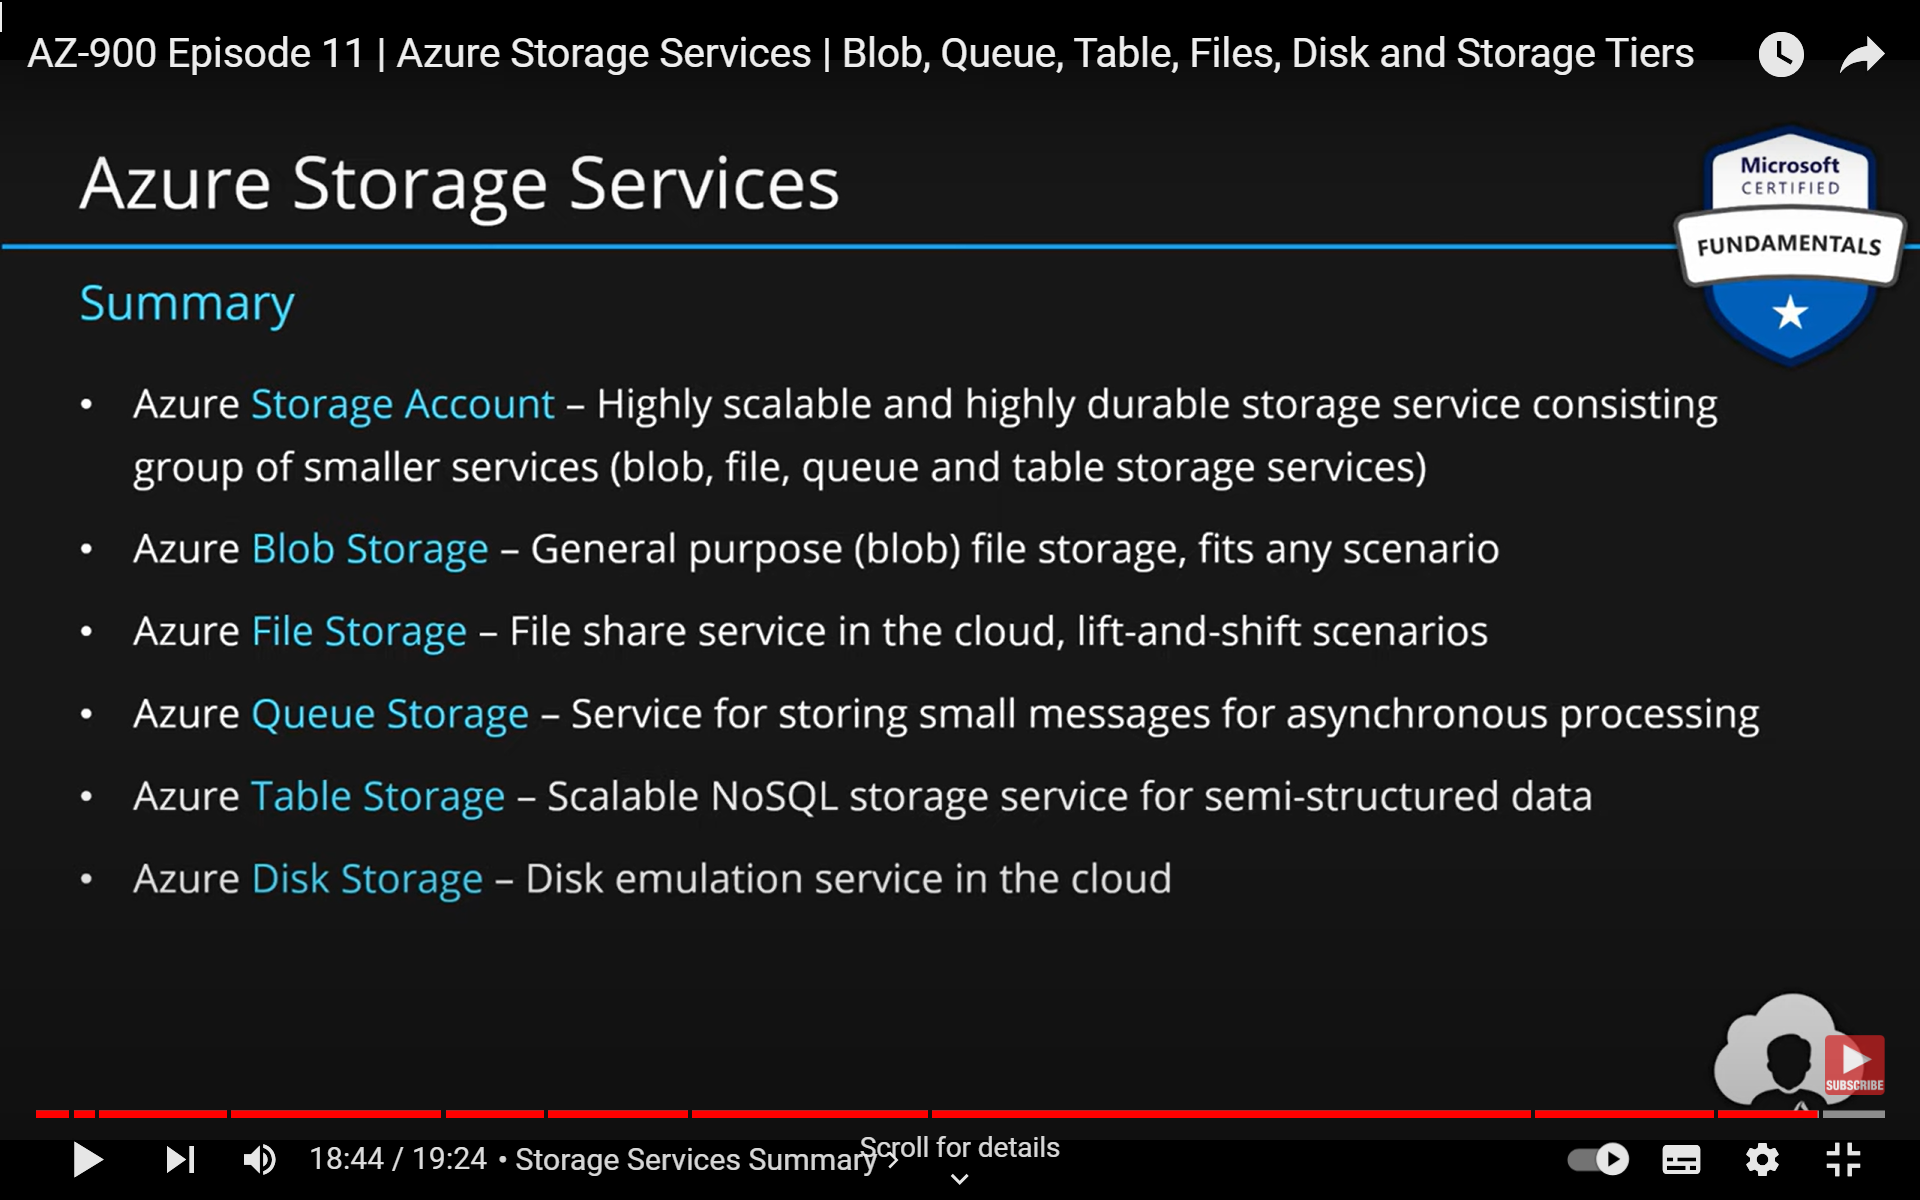 AZ-900 Episode 11 | Azure Storage Services | Blob, Queue, Table, Files, Disk and Storage Tiers
Azure Storage Services
Microsoft
CERTIFIED
FUNDAMENTALS
Summary
• Azure Storage Account – Highly scalable and highly durable storage service consisting
group of smaller services (blob, file, queue and table storage services)
• Azure Blob Storage – General purpose (blob) file storage, fits any scenario
• Azure File Storage – File share service in the cloud, lift-and-shift scenarios
• Azure Queue Storage – Service for storing small messages for asynchronous processing
• Azure Table Storage – Scalable NoSQL storage service for semi-structured data
• Azure Disk Storage – Disk emulation service in the cloud
SUBSCRIBE
18:44 / 19:24 • Storage Services Summary
Scroll for details